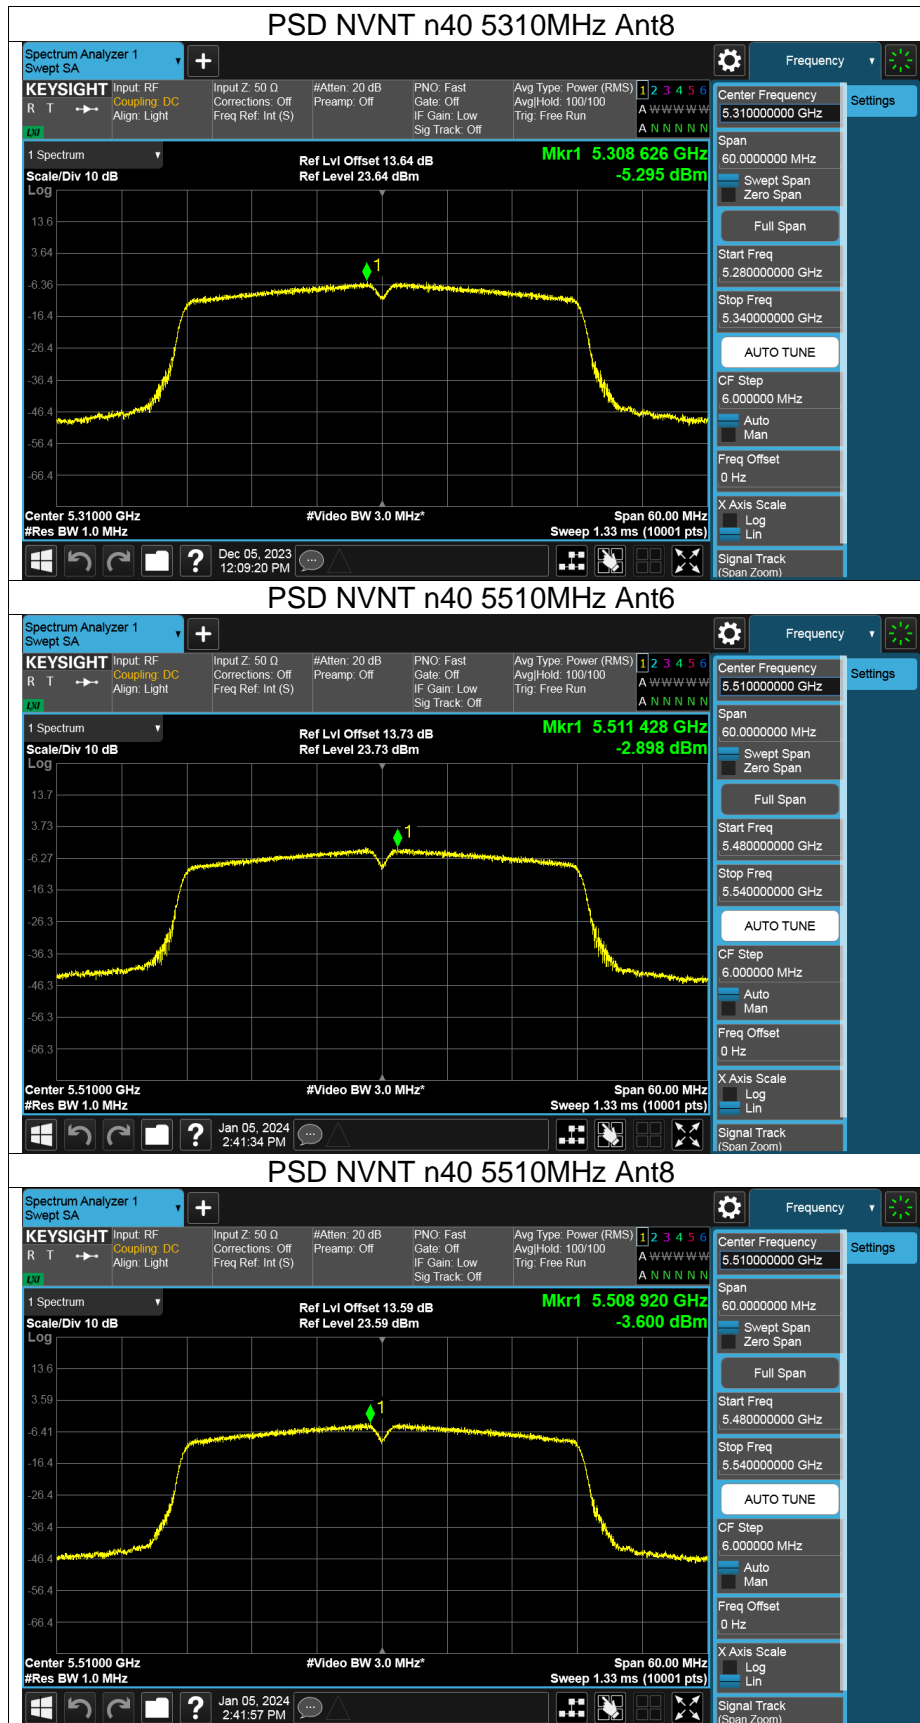 PSD NVNT n40 5310MHz Ant8
Spectrum Analyzer 1
Swept SA
+
Frequency
KEYSIGHT
R T
LXI
Input: RF
Coupling: DC
Align: Light
Input Z: 50 Ω
Corrections: Off
Freq Ref: Int (S)
#Atten: 20 dB
Preamp: Off
PNO: Fast
Gate: Off
IF Gain: Low
Sig Track: Off
Avg Type: Power (RMS)
Avg|Hold: 100/100
Trig: Free Run
1 2 3 4 5 6
A W W W W W
A N N N N N
1 Spectrum
Scale/Div 10 dB
Log
Ref Lvl Offset 13.64 dB
Ref Level 23.64 dBm
Mkr1 5.308 626 GHz
-5.295 dBm
1
13.6
3.64
-6.36
-16.4
-26.4
-36.4
-46.4
-56.4
-66.4
Center 5.31000 GHz
#Res BW 1.0 MHz
#Video BW 3.0 MHz*
Span 60.00 MHz
Sweep 1.33 ms (10001 pts)
Dec 05, 2023
12:09:20 PM
Center Frequency
5.310000000 GHz
Settings
Span
60.0000000 MHz
Swept Span
Zero Span
Full Span
Start Freq
5.280000000 GHz
Stop Freq
5.340000000 GHz
AUTO TUNE
CF Step
6.000000 MHz
Auto
Man
Freq Offset
0 Hz
X Axis Scale
Log
Lin
Signal Track
(Span Zoom)
PSD NVNT n40 5510MHz Ant6
Spectrum Analyzer 1
Swept SA
+
Frequency
KEYSIGHT
R T
LXI
Input: RF
Coupling: DC
Align: Light
Input Z: 50 Ω
Corrections: Off
Freq Ref: Int (S)
#Atten: 20 dB
Preamp: Off
PNO: Fast
Gate: Off
IF Gain: Low
Sig Track: Off
Avg Type: Power (RMS)
Avg|Hold: 100/100
Trig: Free Run
1 2 3 4 5 6
A W W W W W
A N N N N N
1 Spectrum
Scale/Div 10 dB
Log
Ref Lvl Offset 13.73 dB
Ref Level 23.73 dBm
Mkr1 5.511 428 GHz
-2.898 dBm
1
13.7
3.73
-6.27
-16.3
-26.3
-36.3
-46.3
-56.3
-66.3
Center 5.51000 GHz
#Res BW 1.0 MHz
#Video BW 3.0 MHz*
Span 60.00 MHz
Sweep 1.33 ms (10001 pts)
Jan 05, 2024
2:41:34 PM
Center Frequency
5.510000000 GHz
Settings
Span
60.0000000 MHz
Swept Span
Zero Span
Full Span
Start Freq
5.480000000 GHz
Stop Freq
5.540000000 GHz
AUTO TUNE
CF Step
6.000000 MHz
Auto
Man
Freq Offset
0 Hz
X Axis Scale
Log
Lin
Signal Track
(Span Zoom)
PSD NVNT n40 5510MHz Ant8
Spectrum Analyzer 1
Swept SA
+
Frequency
KEYSIGHT
R T
LXI
Input: RF
Coupling: DC
Align: Light
Input Z: 50 Ω
Corrections: Off
Freq Ref: Int (S)
#Atten: 20 dB
Preamp: Off
PNO: Fast
Gate: Off
IF Gain: Low
Sig Track: Off
Avg Type: Power (RMS)
Avg|Hold: 100/100
Trig: Free Run
1 2 3 4 5 6
A W W W W W
A N N N N N
1 Spectrum
Scale/Div 10 dB
Log
Ref Lvl Offset 13.59 dB
Ref Level 23.59 dBm
Mkr1 5.508 920 GHz
-3.600 dBm
1
13.6
3.59
-6.41
-16.4
-26.4
-36.4
-46.4
-56.4
-66.4
Center 5.51000 GHz
#Res BW 1.0 MHz
#Video BW 3.0 MHz*
Span 60.00 MHz
Sweep 1.33 ms (10001 pts)
Jan 05, 2024
2:41:57 PM
Center Frequency
5.510000000 GHz
Settings
Span
60.0000000 MHz
Swept Span
Zero Span
Full Span
Start Freq
5.480000000 GHz
Stop Freq
5.540000000 GHz
AUTO TUNE
CF Step
6.000000 MHz
Auto
Man
Freq Offset
0 Hz
X Axis Scale
Log
Lin
Signal Track
(Span Zoom)